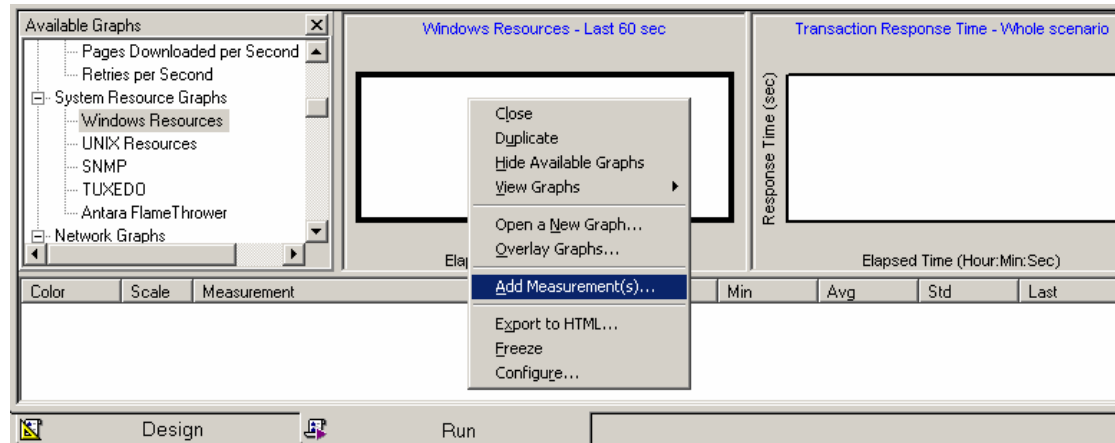 Available Graphs
Pages Downloaded per Second
Retries per Second
System Resource Graphs
Windows Resources
UNIX Resources
SNMP
TUXEDO
Antara FlameThrower
Network Graphs
Windows Resources - Last 60 sec
Transaction Response Time - Whole scenario
Response Time (sec)
Elapsed Time (Hour:Min:Sec)
Close
Duplicate
Hide Available Graphs
View Graphs
Open a New Graph...
Overlay Graphs...
Add Measurement(s)...
Export to HTML...
Freeze
Configure...
Color Scale Measurement Min Avg Std Last
Design Run